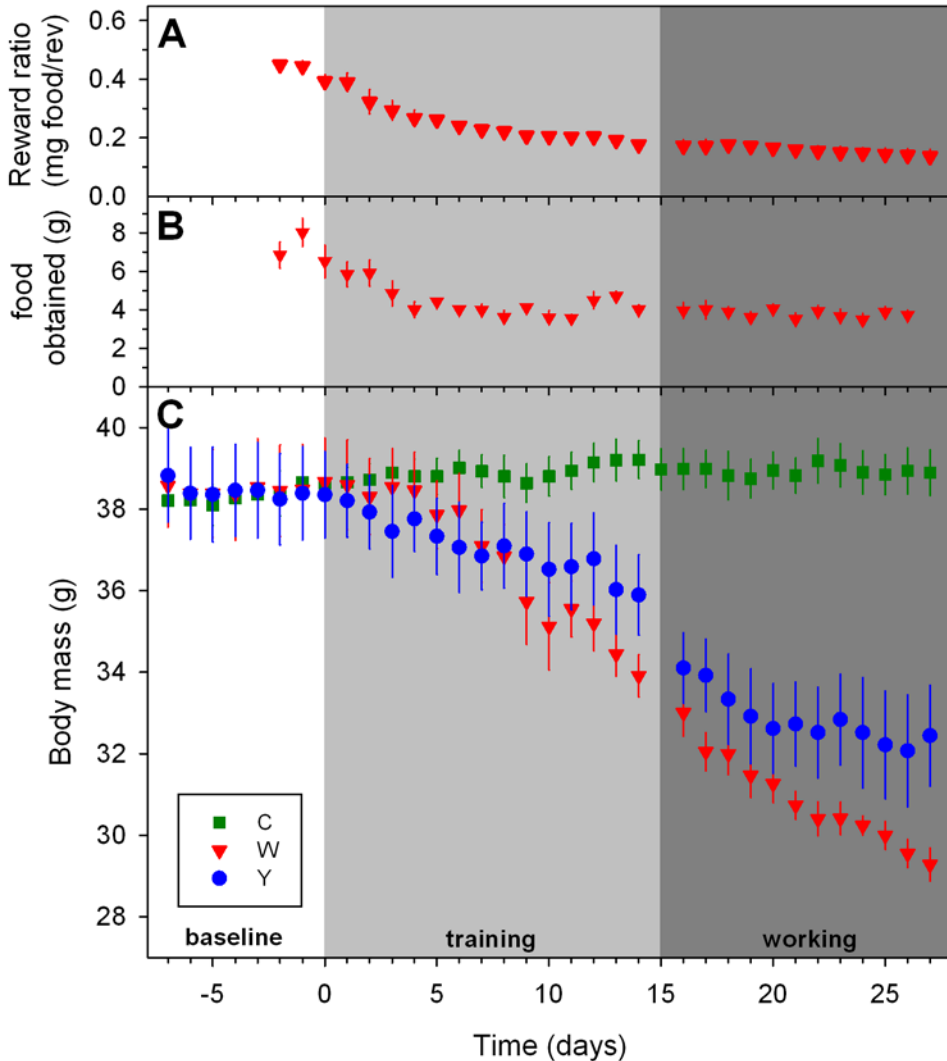 A
Reward ratio
(mg food/rev)
0.6
0.4
0.2
0.0
B
food
obtained (g)
8
6
4
2
0
C
Body mass (g)
40
38
36
34
32
30
28
C
W
Y
baseline
training
working
-5
0
5
10
15
20
25
Time (days)